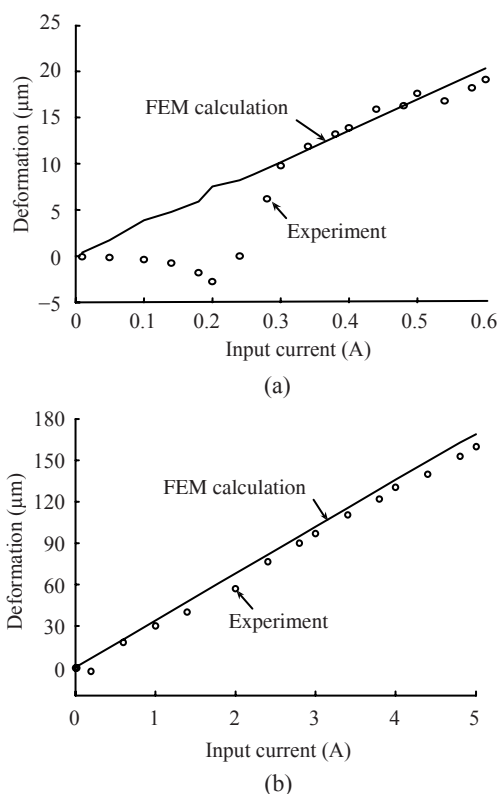 25
20
15
10
5
0
−5
Deformation (μm)
FEM calculation
Experiment
0 0.1 0.2 0.3 0.4 0.5 0.6
Input current (A)
(a)
180
150
120
90
60
30
0
Deformation (μm)
FEM calculation
Experiment
0 1 2 3 4 5
Input current (A)
(b)